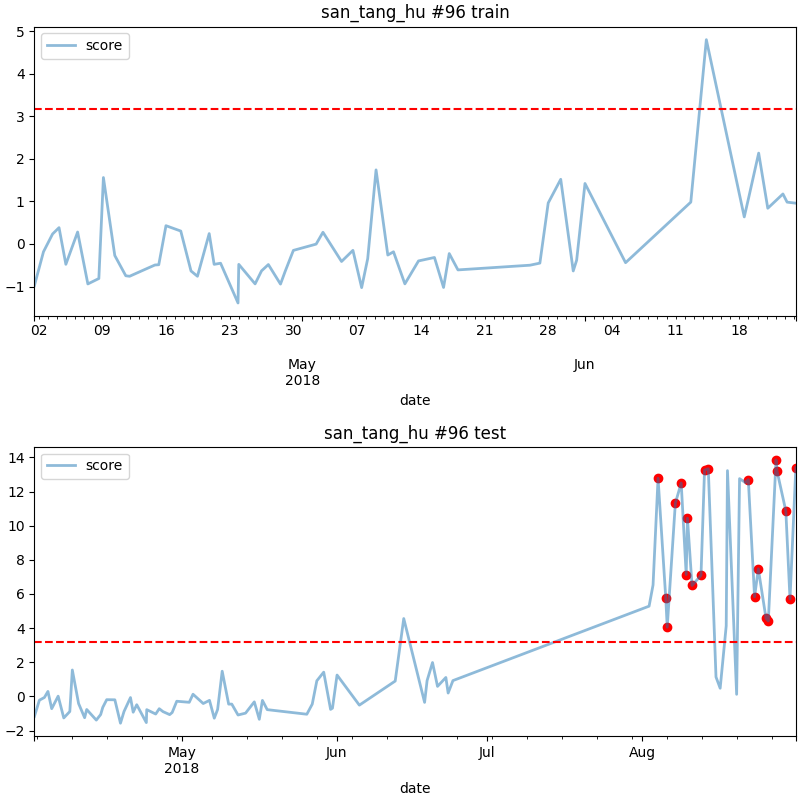 san_tang_hu #96 train
score
5
4
3
2
1
0
−1
02 09 16 23 30 07 14 21 28 04 11 18
May Jun
2018
date
san_tang_hu #96 test
score
14
12
10
8
6
4
2
0
−2
May Jun Jul Aug
2018
date